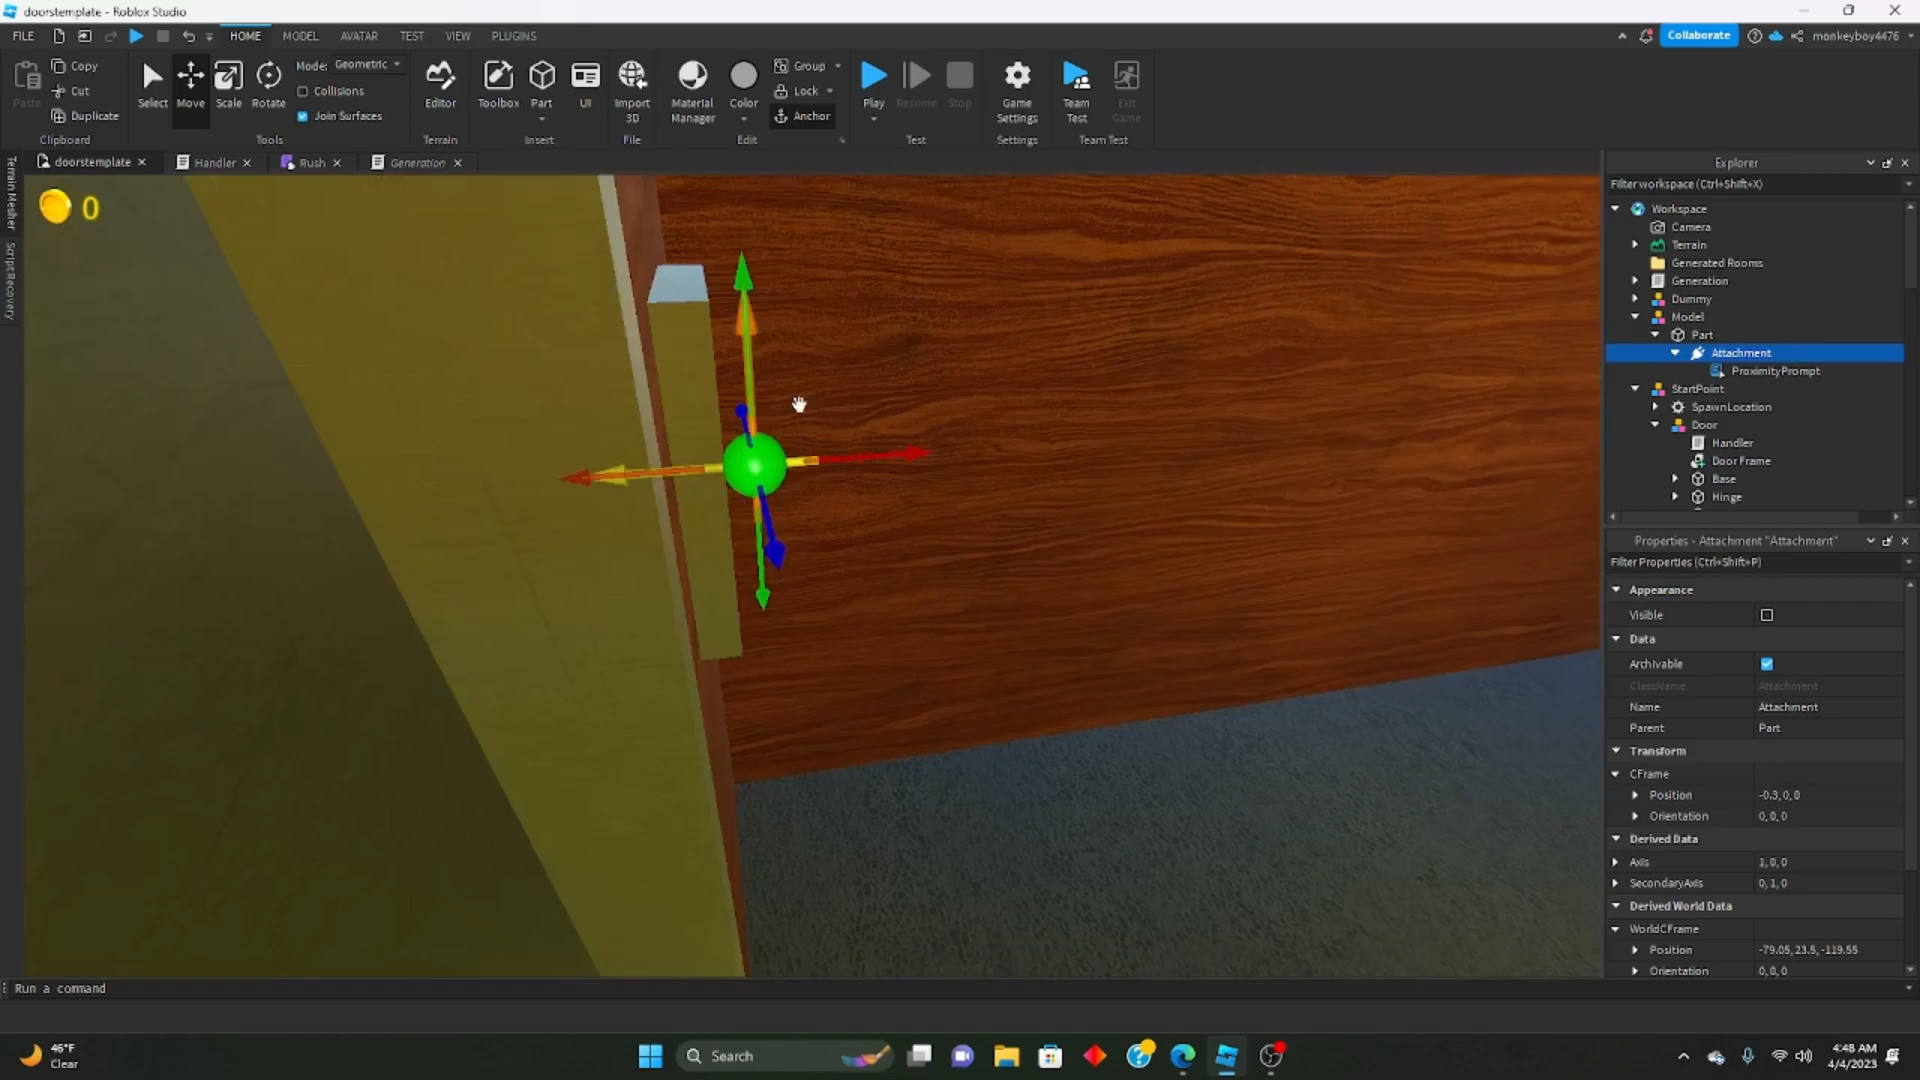 doorstemplate - Roblox Studio
FILE HOME MODEL AVATAR TEST VIEW PLUGINS Collaborate monkeyboy4476
Paste Copy Cut Duplicate Clipboard
Select Move Scale Rotate Mode: Geometric Collisions Join Surfaces Tools
Editor Terrain
Toolbox Part UI Insert
Import 3D File
Material Manager Color Group Lock Anchor Edit
Play Resume Stop Test
Game Settings Settings
Team Test Exit Game Team Test
doorstemplate Handler Rush Generation
Terrain Mesher
ScriptRecovery
0
Explorer
Filter workspace (Ctrl+Shift+X)
Workspace
Camera
Terrain
Generated Rooms
Generation
Dummy
Model
Part
Attachment
ProximityPrompt
StartPoint
SpawnLocation
Door
Handler
Door Frame
Base
Hinge
Properties - Attachment "Attachment"
Filter Properties (Ctrl+Shift+P)
Appearance
Visible
Data
Archivable
ClassName Attachment
Name Attachment
Parent Part
Transform
CFrame
Position -0.3, 0, 0
Orientation 0, 0, 0
Derived Data
Axis 1, 0, 0
SecondaryAxis 0, 1, 0
Derived World Data
WorldCFrame
Position -79.05, 23.5, -119.55
Orientation 0, 0, 0
Run a command
46°F
Clear
Search
4:48 AM
4/4/2023